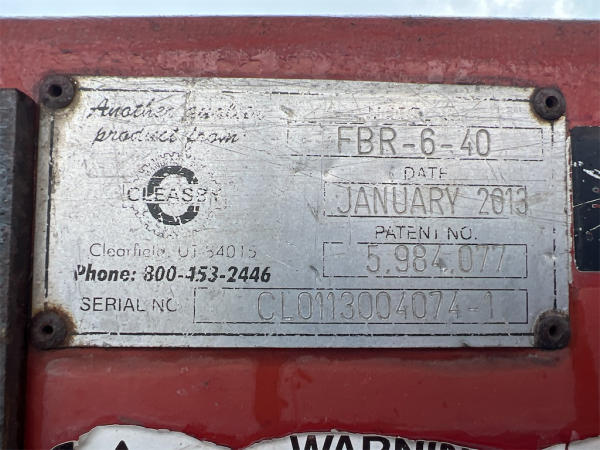 Another quality
product from
MODEL
FBR-6-40
DATE
CLEASBY
JANUARY 2013
PATENT NO.
Clearfield, UT 84015
5,984,077
Phone: 800-453-2446
SERIAL NO
CL0113004074-1
WARNING